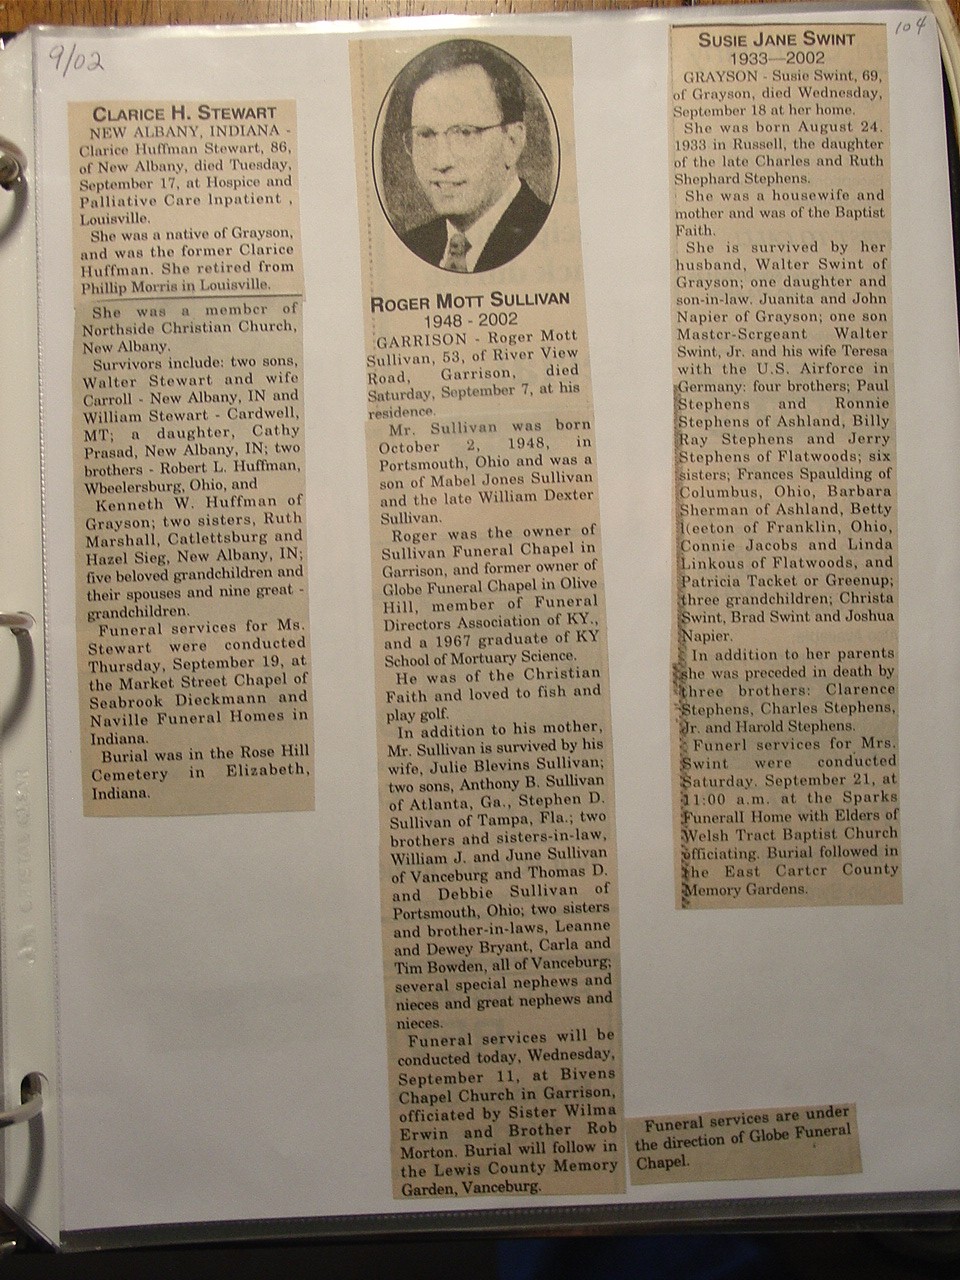 9/02
104
CLARICE H. STEWART
NEW ALBANY, INDIANA -
Clarice Huffman Stewart, 86,
of New Albany, died Tuesday,
September 17, at Hospice and
Palliative Care Inpatient ,
Louisville.
She was a native of Grayson,
and was the former Clarice
Huffman. She retired from
Phillip Morris in Louisville.
She was a member of
Northside Christian Church,
New Albany.
Survivors include: two sons,
Walter Stewart and wife
Carroll - New Albany, IN and
William Stewart - Cardwell,
MT; a daughter, Cathy
Prasad, New Albany, IN; two
brothers - Robert L. Huffman,
Wbeelersburg, Ohio, and
Kenneth W. Huffman of
Grayson; two sisters, Ruth
Marshall, Catlettsburg and
Hazel Sieg, New Albany, IN;
five beloved grandchildren and
their spouses and nine great -
grandchildren.
Funeral services for Ms.
Stewart were conducted
Thursday, September 19, at
the Market Street Chapel of
Seabrook Dieckmann and
Naville Funeral Homes in
Indiana.
Burial was in the Rose Hill
Cemetery in Elizabeth,
Indiana.
ROGER MOTT SULLIVAN
1948 - 2002
GARRISON - Roger Mott
Sullivan, 53, of River View
Road, Garrison, died
Saturday, September 7, at his
residence.
Mr. Sullivan was born
October 2, 1948, in
Portsmouth, Ohio and was a
son of Mabel Jones Sullivan
and the late William Dexter
Sullivan.
Roger was the owner of
Sullivan Funeral Chapel in
Garrison, and former owner of
Globe Funeral Chapel in Olive
Hill, member of Funeral
Directors Association of KY.,
and a 1967 graduate of KY
School of Mortuary Science.
He was of the Christian
Faith and loved to fish and
play golf.
In addition to his mother,
Mr. Sullivan is survived by his
wife, Julie Blevins Sullivan;
two sons, Anthony B. Sullivan
of Atlanta, Ga., Stephen D.
Sullivan of Tampa, Fla.; two
brothers and sisters-in-law,
William J. and June Sullivan
of Vanceburg and Thomas D.
and Debbie Sullivan of
Portsmouth, Ohio; two sisters
and brother-in-laws, Leanne
and Dewey Bryant, Carla and
Tim Bowden, all of Vanceburg;
several special nephews and
nieces and great nephews and
nieces.
Funeral services will be
conducted today, Wednesday,
September 11, at Bivens
Chapel Church in Garrison,
officiated by Sister Wilma
Erwin and Brother Rob
Morton. Burial will follow in
the Lewis County Memory
Garden, Vanceburg.
Funeral services are under
the direction of Globe Funeral
Chapel.
SUSIE JANE SWINT
1933—2002
GRAYSON - Susie Swint, 69,
of Grayson, died Wednesday,
September 18 at her home.
She was born August 24.
1933 in Russell, the daughter
of the late Charles and Ruth
Shephard Stephens.
She was a housewife and
mother and was of the Baptist
Faith.
She is survived by her
husband, Walter Swint of
Grayson; one daughter and
son-in-law. Juanita and John
Napier of Grayson; one son
Master-Sergeant Walter
Swint, Jr. and his wife Teresa
with the U.S. Airforce in
Germany: four brothers; Paul
Stephens and Ronnie
Stephens of Ashland, Billy
Ray Stephens and Jerry
Stephens of Flatwoods; six
sisters; Frances Spaulding of
Columbus, Ohio, Barbara
Sherman of Ashland, Betty
l(eeton of Franklin, Ohio,
Connie Jacobs and Linda
Linkous of Flatwoods, and
Patricia Tacket or Greenup;
three grandchildren; Christa
Swint, Brad Swint and Joshua
Napier.
In addition to her parents
she was preceded in death by
three brothers: Clarence
Stephens, Charles Stephens,
Jr. and Harold Stephens.
Funerl services for Mrs.
Swint were conducted
Saturday. September 21, at
11:00 a.m. at the Sparks
Funerall Home with Elders of
Welsh Tract Baptist Church
officiating. Burial followed in
the East Carter County
Memory Gardens.